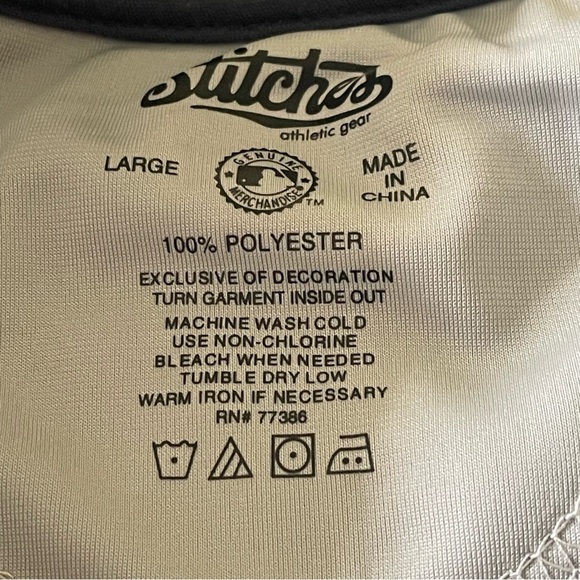 Stitches
athletic gear
LARGE
GENUINE
MERCHANDISE
TM
MADE
IN
CHINA
100% POLYESTER
EXCLUSIVE OF DECORATION
TURN GARMENT INSIDE OUT
MACHINE WASH COLD
USE NON-CHLORINE
BLEACH WHEN NEEDED
TUMBLE DRY LOW
WARM IRON IF NECESSARY
RN# 77386